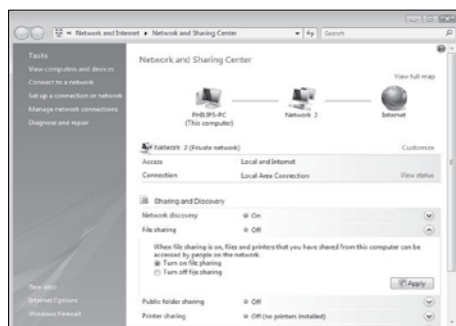 Network and Internet ▸ Network and Sharing Center
Search
Tasks
View computers and devices
Connect to a network
Set up a connection or network
Manage network connections
Diagnose and repair
See also
Internet Options
Windows Firewall
Network and Sharing Center
View full map
PHILIPS-PC
(This computer)
Network 2
Internet
Network 2 (Private network)
Customize
Access Local and Internet
Connection Local Area Connection View status
Sharing and Discovery
Network discovery On
File sharing Off
When file sharing is on, files and printers that you have shared from this computer can be
accessed by people on the network.
Turn on file sharing
Turn off file sharing
Apply
Public folder sharing Off
Printer sharing Off (no printers installed)